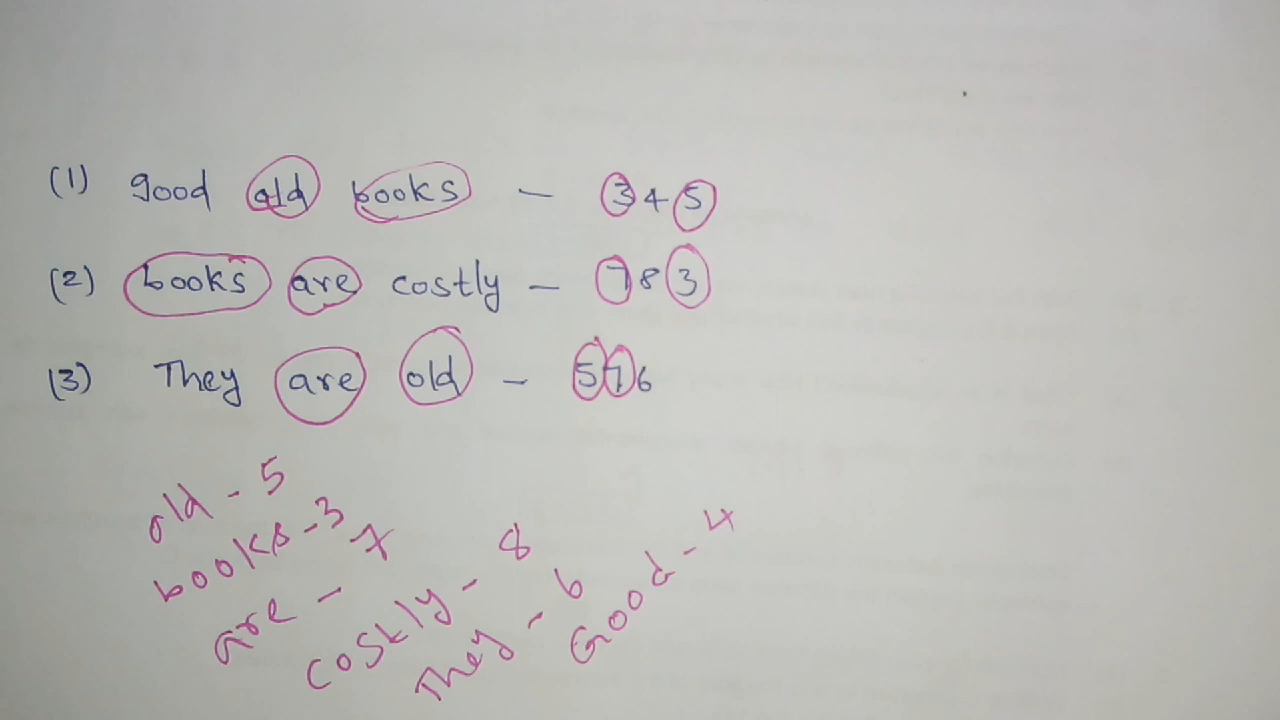 (1) good old books - 345
(2) books are costly - 783
(3) They are old - 576
old - 5
books - 3
are - 7
costly - 8
They - 6
Good - 4